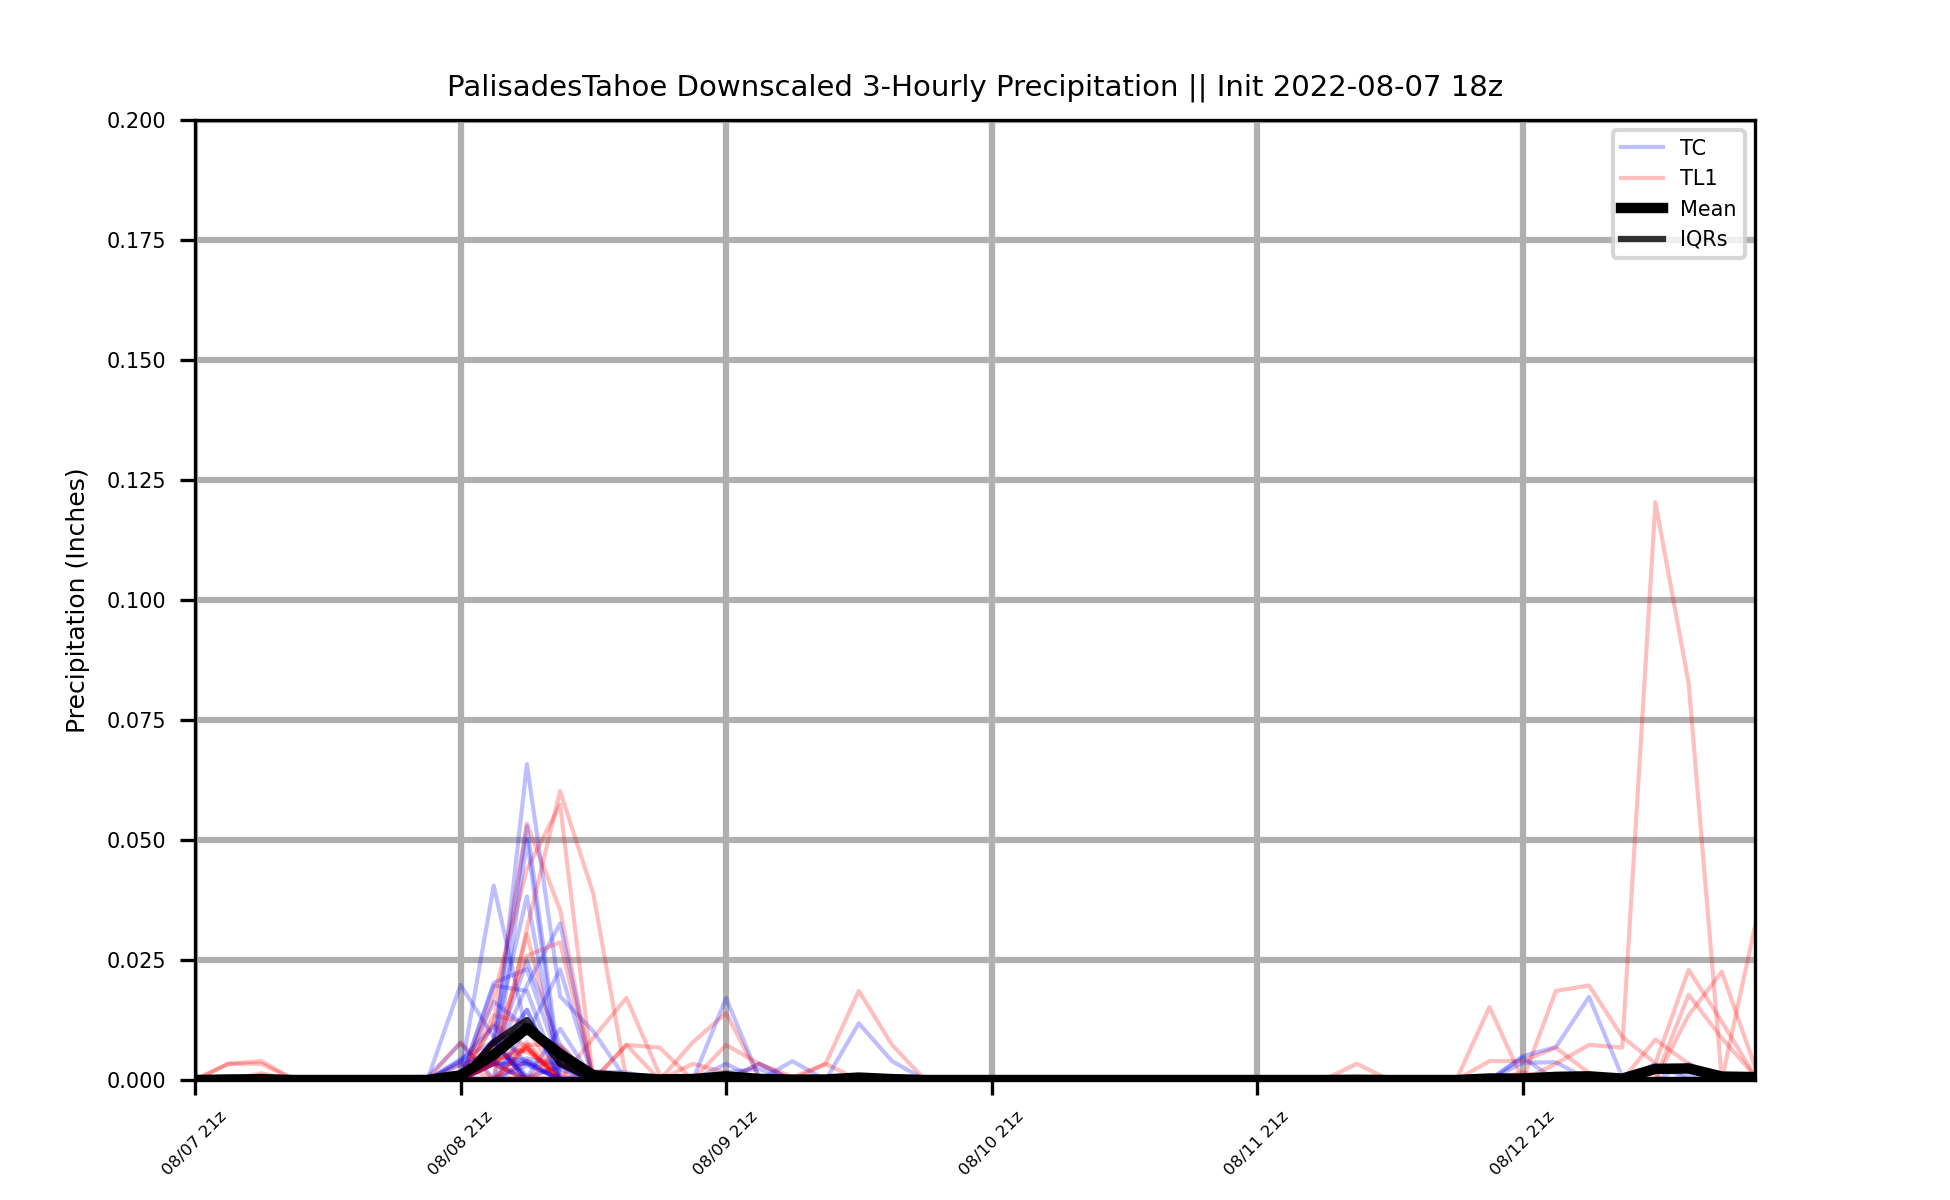 PalisadesTahoe Downscaled 3-Hourly Precipitation || Init 2022-08-07 18z
0.200
0.175
0.150
0.125
0.100
0.075
0.050
0.025
0.000
Precipitation (Inches)
TC
TL1
Mean
IQRs
08/07 21z
08/08 21z
08/09 21z
08/10 21z
08/11 21z
08/12 21z